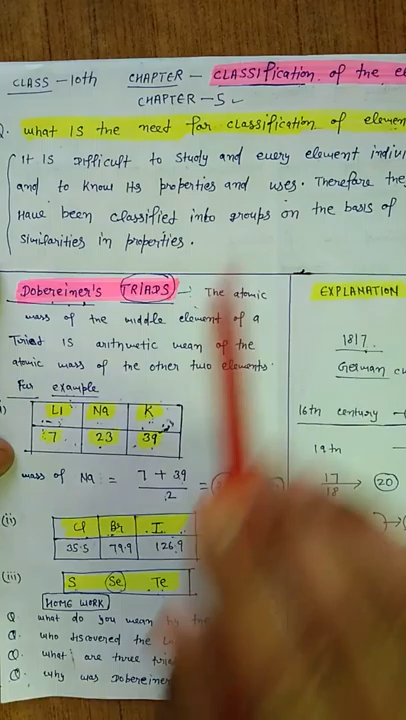 CLASS - 10th CHAPTER - CLASSIFICATION of the
CHAPTER - 5
Q. What IS the need for classification of
It Is Difficult to study and every element
and to know Its properties and uses. Therefore the
Have been classified into groups on the basis of
Similarities in properties.
Dobereiner's TRIADS :- The atomic
mass of the middle element of a
Triad IS arithmetic mean of the
atomic mass of the other two elements.
For example
i)
Li Na K
7 23 39
mass of Na = 7 + 39 / 2 =
(ii)
Cl Br I
35.5 79.9 126.9
(iii)
S Se Te
HOME WORK
Q. what do you mean by the
Q. who discovered the
Q. what are three
Q. why was Dobereiner
EXPLANATION
1817.
German
16th century
19th
17 / 18 → 20